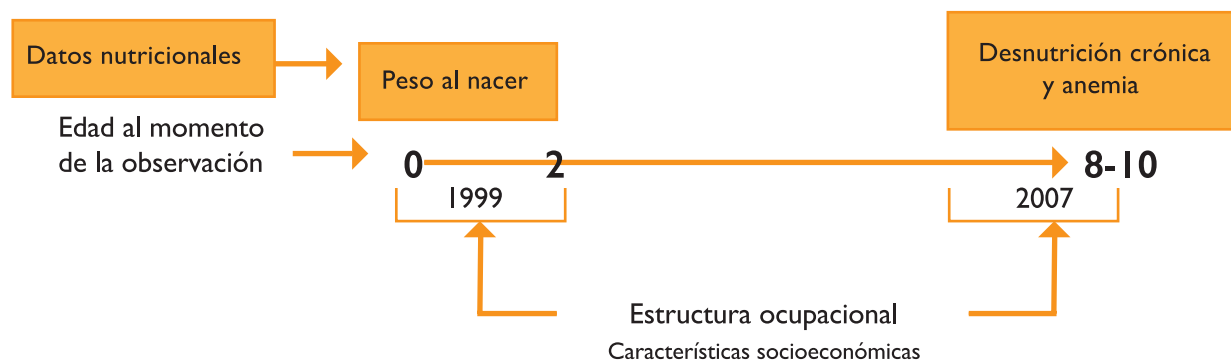 Datos nutricionales
Peso al nacer
Desnutrición crónica
y anemia
Edad al momento
de la observación
0
2
8-10
1999
2007
Estructura ocupacional
Características socioeconómicas